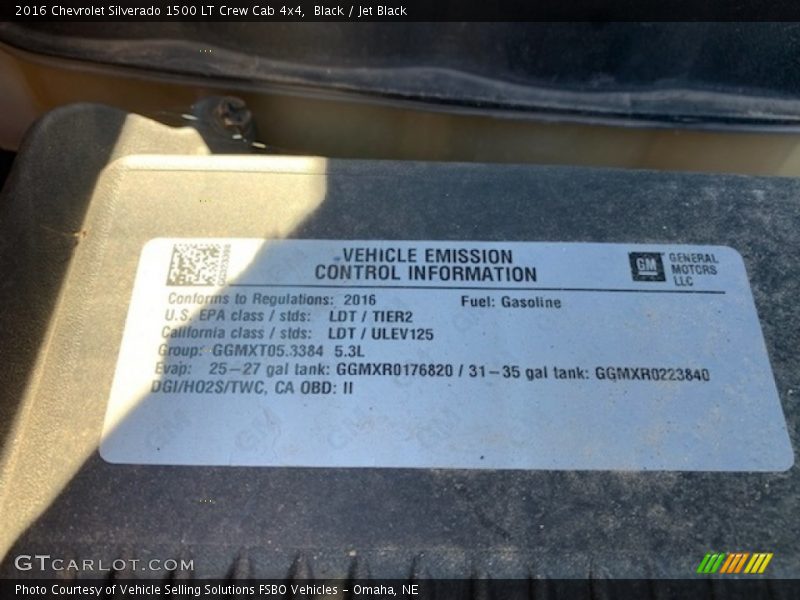 2016 Chevrolet Silverado 1500 LT Crew Cab 4x4, Black / Jet Black
VEHICLE EMISSION
CONTROL INFORMATION
GM
GENERAL
MOTORS
LLC
Conforms to Regulations: 2016 Fuel: Gasoline
U.S. EPA class / stds: LDT / TIER2
California class / stds: LDT / ULEV125
Group: GGMXT05.3384 5.3L
Evap: 25-27 gal tank: GGMXR0176820 / 31-35 gal tank: GGMXR0223840
DGI/HO2S/TWC, CA OBD: II
GTCARLOT.COM
Photo Courtesy of Vehicle Selling Solutions FSBO Vehicles - Omaha, NE